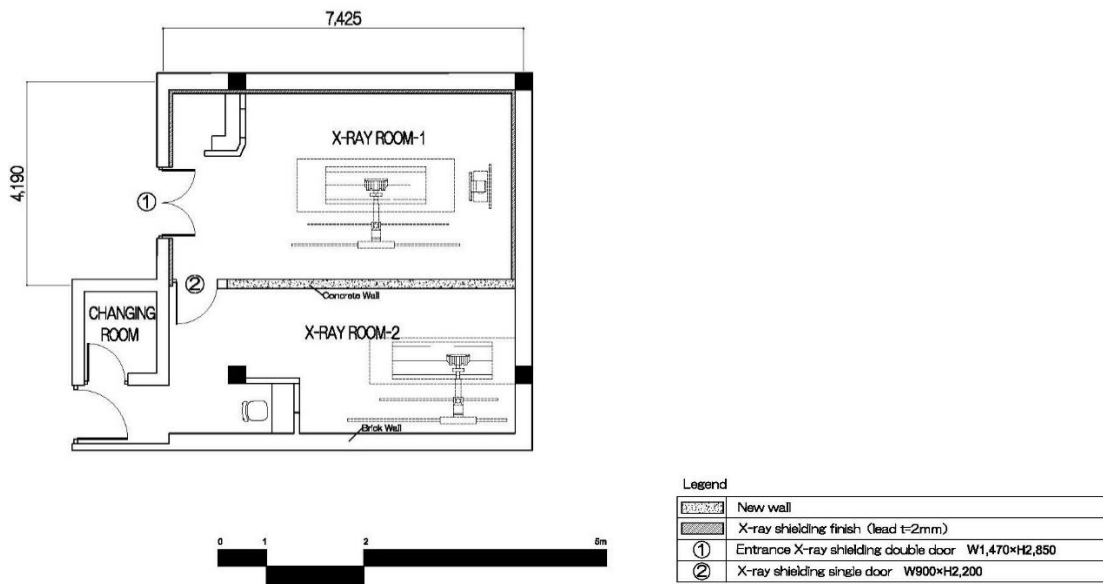 7,425
4,190
X-RAY ROOM-1
①
②
Concrete Wall
CHANGING
ROOM
X-RAY ROOM-2
Brick Wall
0 1 2 5m
Legend
New wall
X-ray shielding finish (lead t=2mm)
① Entrance X-ray shielding double door W1,470×H2,850
② X-ray shielding single door W900×H2,200